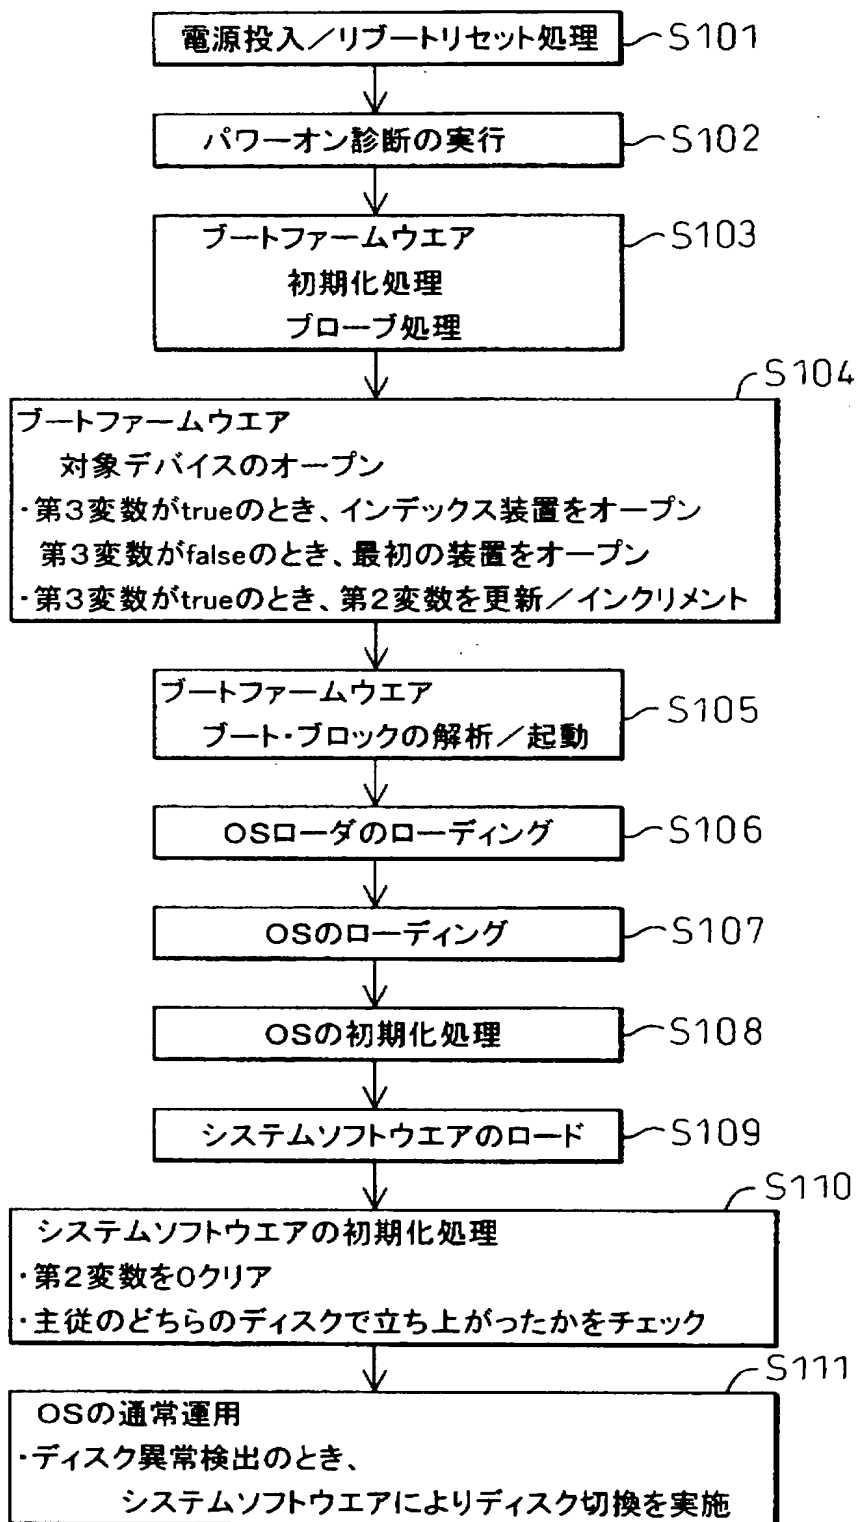 電源投入／リブートリセット処理 S101
パワーオン診断の実行 S102
ブートファームウエア S103
初期化処理
プローブ処理
S104
ブートファームウエア
対象デバイスのオープン
・第3変数がtrueのとき、インデックス装置をオープン
第3変数がfalseのとき、最初の装置をオープン
・第3変数がtrueのとき、第2変数を更新／インクリメント
ブートファームウエア S105
ブート・ブロックの解析／起動
OSローダのローディング S106
OSのローディング S107
OSの初期化処理 S108
システムソフトウエアのロード S109
S110
システムソフトウエアの初期化処理
・第2変数を0クリア
・主従のどちらのディスクで立ち上がったかをチェック
S111
OSの通常運用
・ディスク異常検出のとき、
システムソフトウエアによりディスク切換を実施